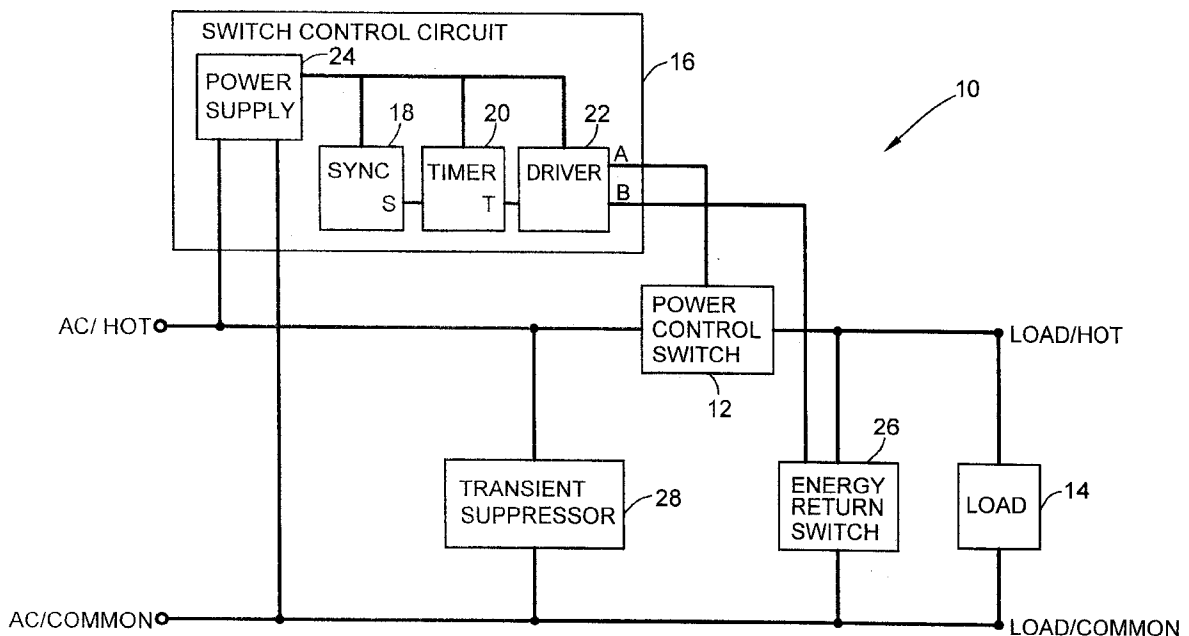 SWITCH CONTROL CIRCUIT
24
POWER
SUPPLY
16
10
18
20
22
SYNC
S
TIMER
T
DRIVER
A
B
AC/ HOT
POWER
CONTROL
SWITCH
LOAD/HOT
12
26
TRANSIENT
SUPPRESSOR
28
ENERGY
RETURN
SWITCH
LOAD
14
AC/COMMON
LOAD/COMMON